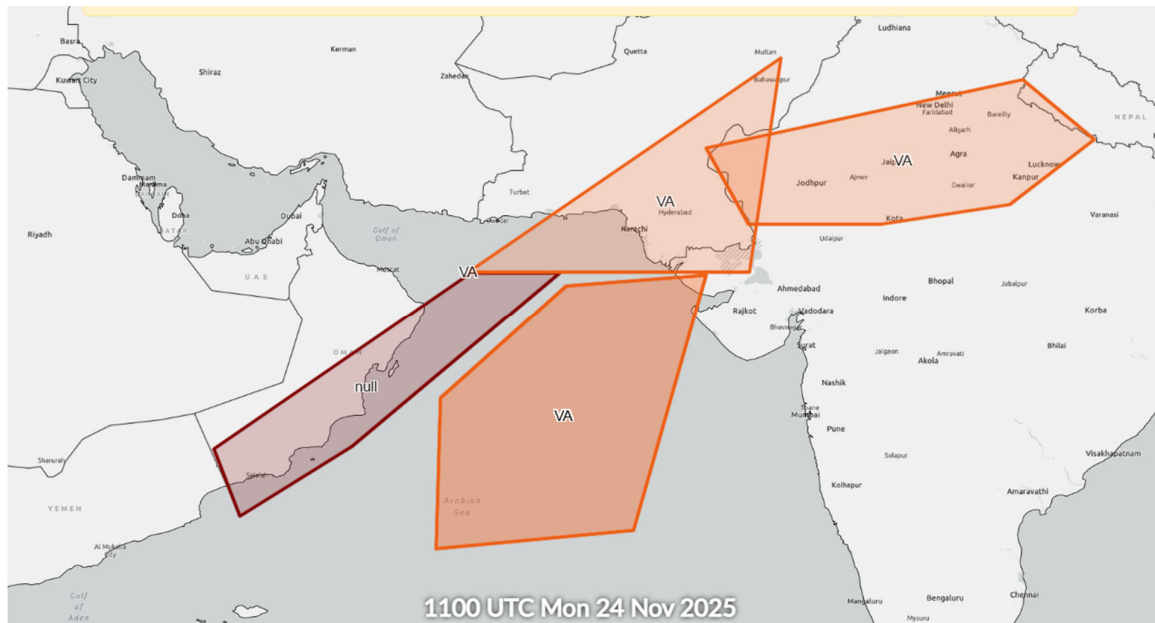 Ludhiana
Basra
Kerman
Quetta
Multan
Kuwait City
Shiraz
Zahedan
Bahawalpur
Meerut
New Delhi
Faridabad
Bareilly
NEPAL
Aligarh
Jaip
VA
Agra
Lucknow
Dammam
Manama
Turbat
Jodhpur
Ajmer
Gwalior
Kanpur
Doha
Dubai
VA
Hyderabad
Kota
Varanasi
Riyadh
QATAR
Abu Dhabi
Gulf of
Oman
Karachi
Udaipur
Muscat
VA
UAE
Ahmedabad
Bhopal
Jabalpur
Indore
Rajkot
Vadodara
Korba
Bhavnagar
Surat
Jalgaon
Amravati
Akola
Bhilai
OMAN
null
Nashik
Thane
Mumbai
VA
Pune
Sharurah
Salalah
Solapur
Visakhapatnam
Kolhapur
YEMEN
Arabian
Sea
Amaravati
Al Mukalla
City
Gulf
of
Aden
1100 UTC Mon 24 Nov 2025
Mangaluru
Bengaluru
Chennai
Mysuru